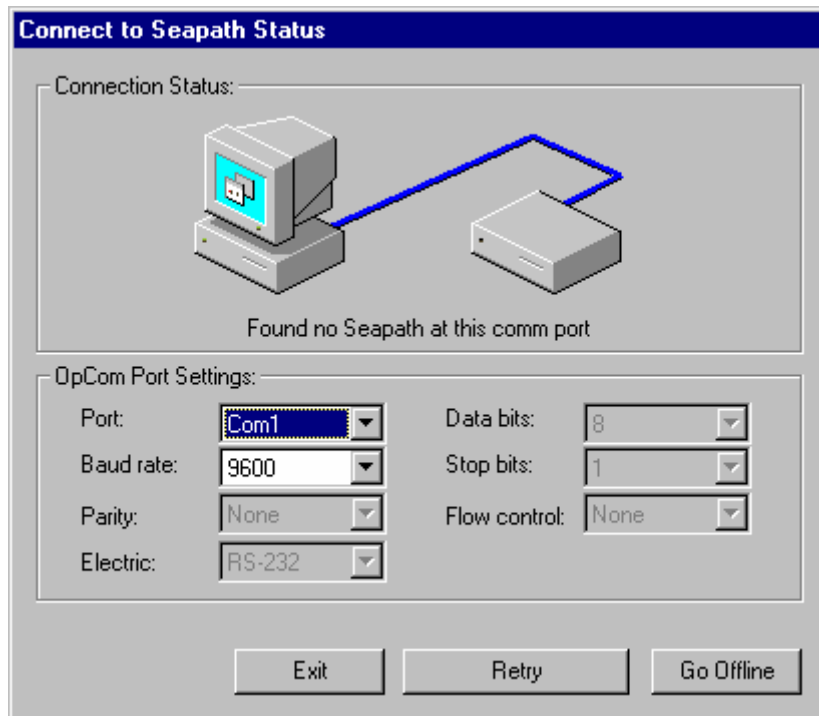 Connect to Seapath Status
Connection Status:
Found no Seapath at this comm port
OpCom Port Settings:
Port: Com1 Data bits: 8
Baud rate: 9600 Stop bits: 1
Parity: None Flow control: None
Electric: RS-232
Exit Retry Go Offline